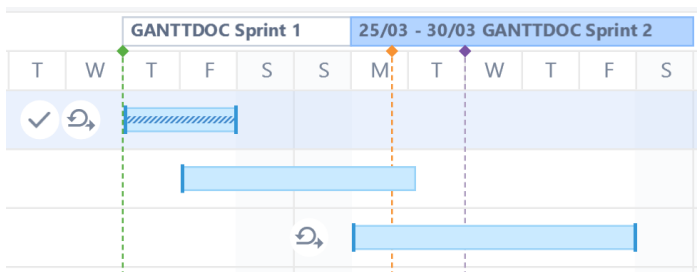 GANTTDOC Sprint 1 25/03 - 30/03 GANTTDOC Sprint 2
T W T F S S M T W T F S